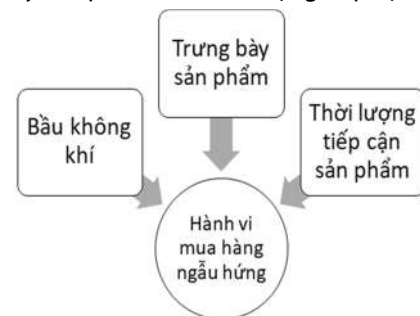 Trưng bày
sản phẩm
Bầu không
khí
Thời lượng
tiếp cận
sản phẩm
Hành vi
mua hàng
ngẫu hứng